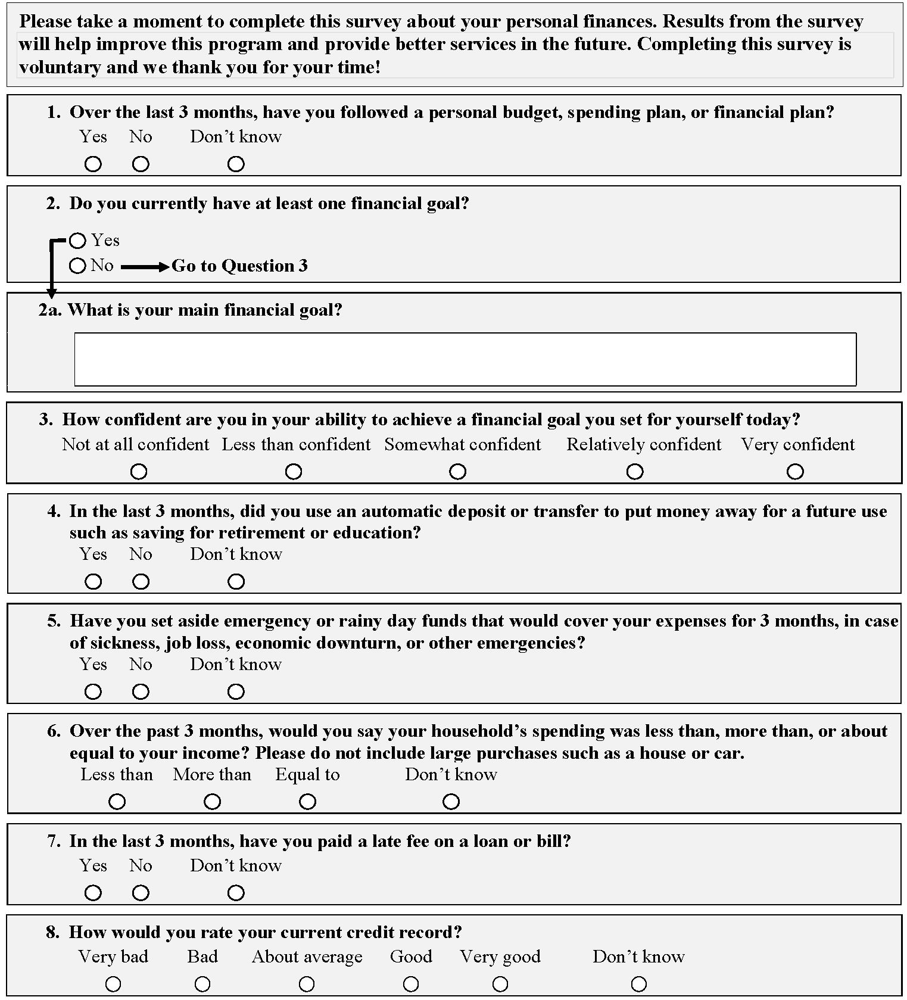 Please take a moment to complete this survey about your personal finances. Results from the survey
will help improve this program and provide better services in the future. Completing this survey is
voluntary and we thank you for your time!
1. Over the last 3 months, have you followed a personal budget, spending plan, or financial plan?
Yes No Don’t know
2. Do you currently have at least one financial goal?
Yes
No Go to Question 3
2a. What is your main financial goal?
3. How confident are you in your ability to achieve a financial goal you set for yourself today?
Not at all confident Less than confident Somewhat confident Relatively confident Very confident
4. In the last 3 months, did you use an automatic deposit or transfer to put money away for a future use
such as saving for retirement or education?
Yes No Don’t know
5. Have you set aside emergency or rainy day funds that would cover your expenses for 3 months, in case
of sickness, job loss, economic downturn, or other emergencies?
Yes No Don’t know
6. Over the past 3 months, would you say your household’s spending was less than, more than, or about
equal to your income? Please do not include large purchases such as a house or car.
Less than More than Equal to Don’t know
7. In the last 3 months, have you paid a late fee on a loan or bill?
Yes No Don’t know
8. How would you rate your current credit record?
Very bad Bad About average Good Very good Don’t know